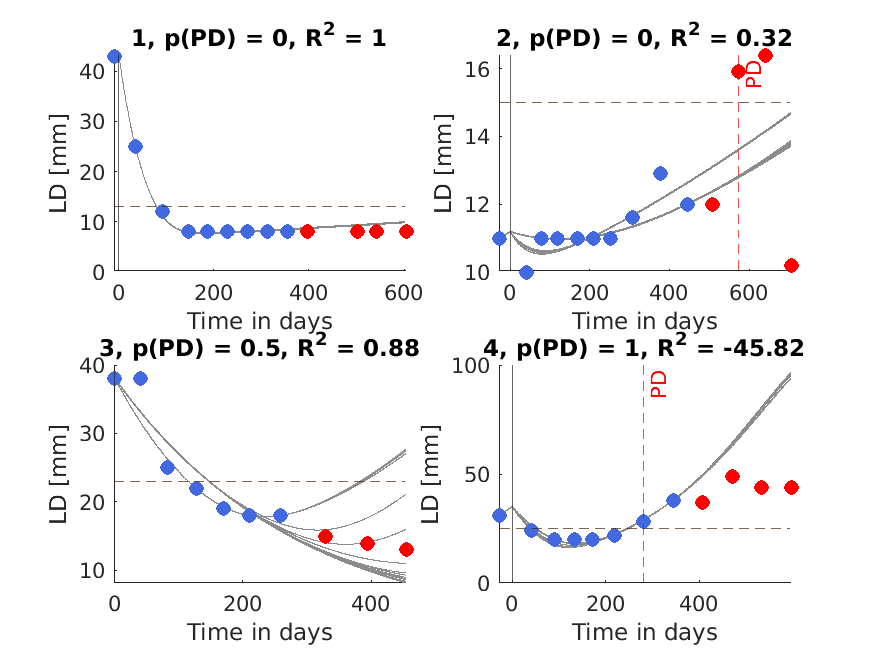 1, p(PD) = 0, R² = 1
LD [mm]
40
30
20
10
0
0 200 400 600
Time in days
2, p(PD) = 0, R² = 0.32
LD [mm]
PD
16
14
12
10
0 200 400 600
Time in days
3, p(PD) = 0.5, R² = 0.88
LD [mm]
40
30
20
10
0 200 400
Time in days
4, p(PD) = 1, R² = -45.82
LD [mm]
PD
100
50
0
0 200 400
Time in days